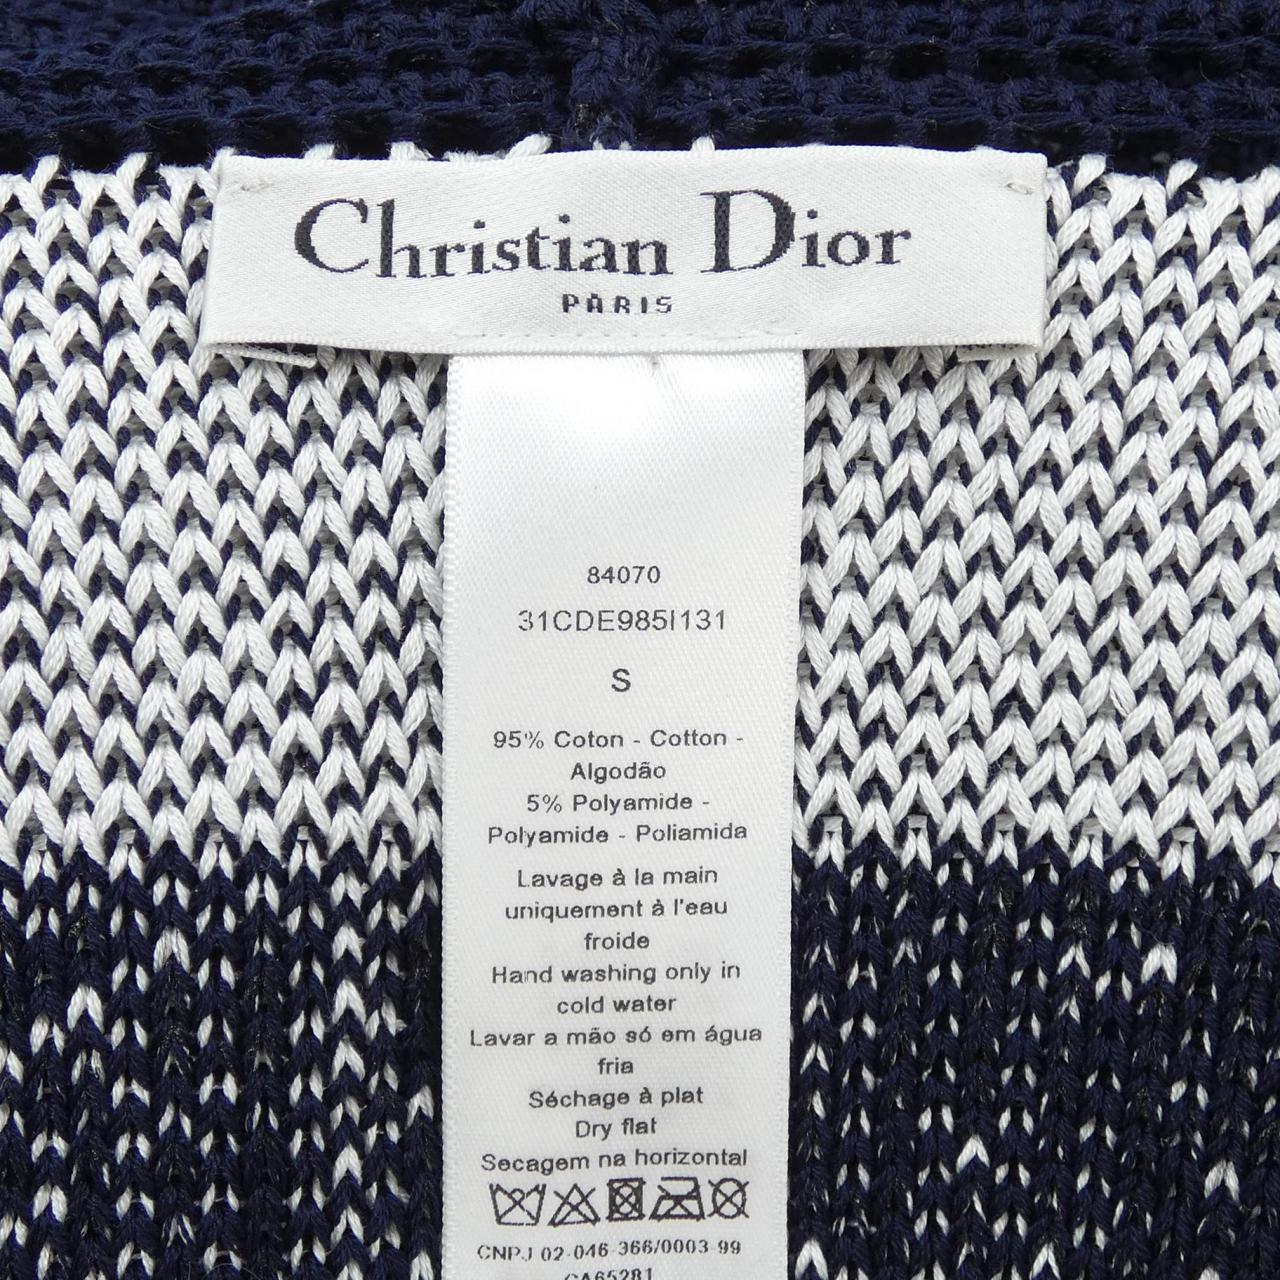 Christian Dior
PARIS
84070
31CDE985I131
S
95% Coton - Cotton -
Algodão
5% Polyamide -
Polyamide - Poliamida
Lavage à la main
uniquement à l'eau
froide
Hand washing only in
cold water
Lavar a mão só em água
fria
Séchage à plat
Dry flat
Secagem na horizontal
CNPJ 02-046-366/0003-99
CA65281